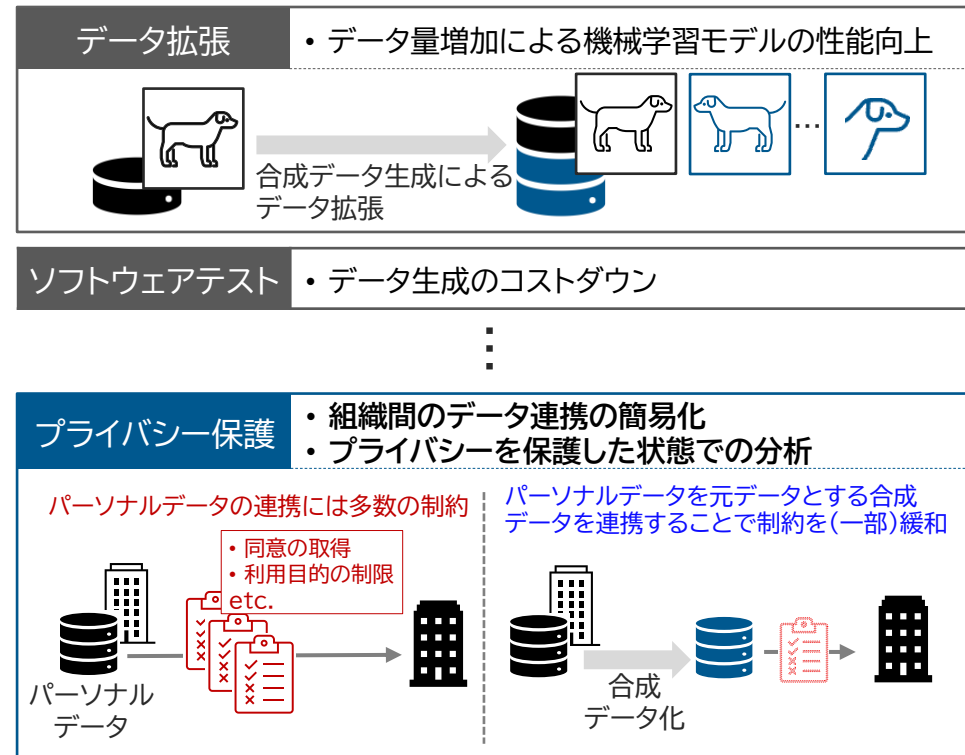 データ拡張
・ データ量増加による機械学習モデルの性能向上
…
合成データ生成による
データ拡張
ソフトウェアテスト
・ データ生成のコストダウン
⋮
プライバシー保護
・ 組織間のデータ連携の簡易化
・ プライバシーを保護した状態での分析
パーソナルデータの連携には多数の制約
・ 同意の取得
・ 利用目的の制限
etc.
パーソナル
データ
パーソナルデータを元データとする合成
データを連携することで制約を(一部)緩和
合成
データ化